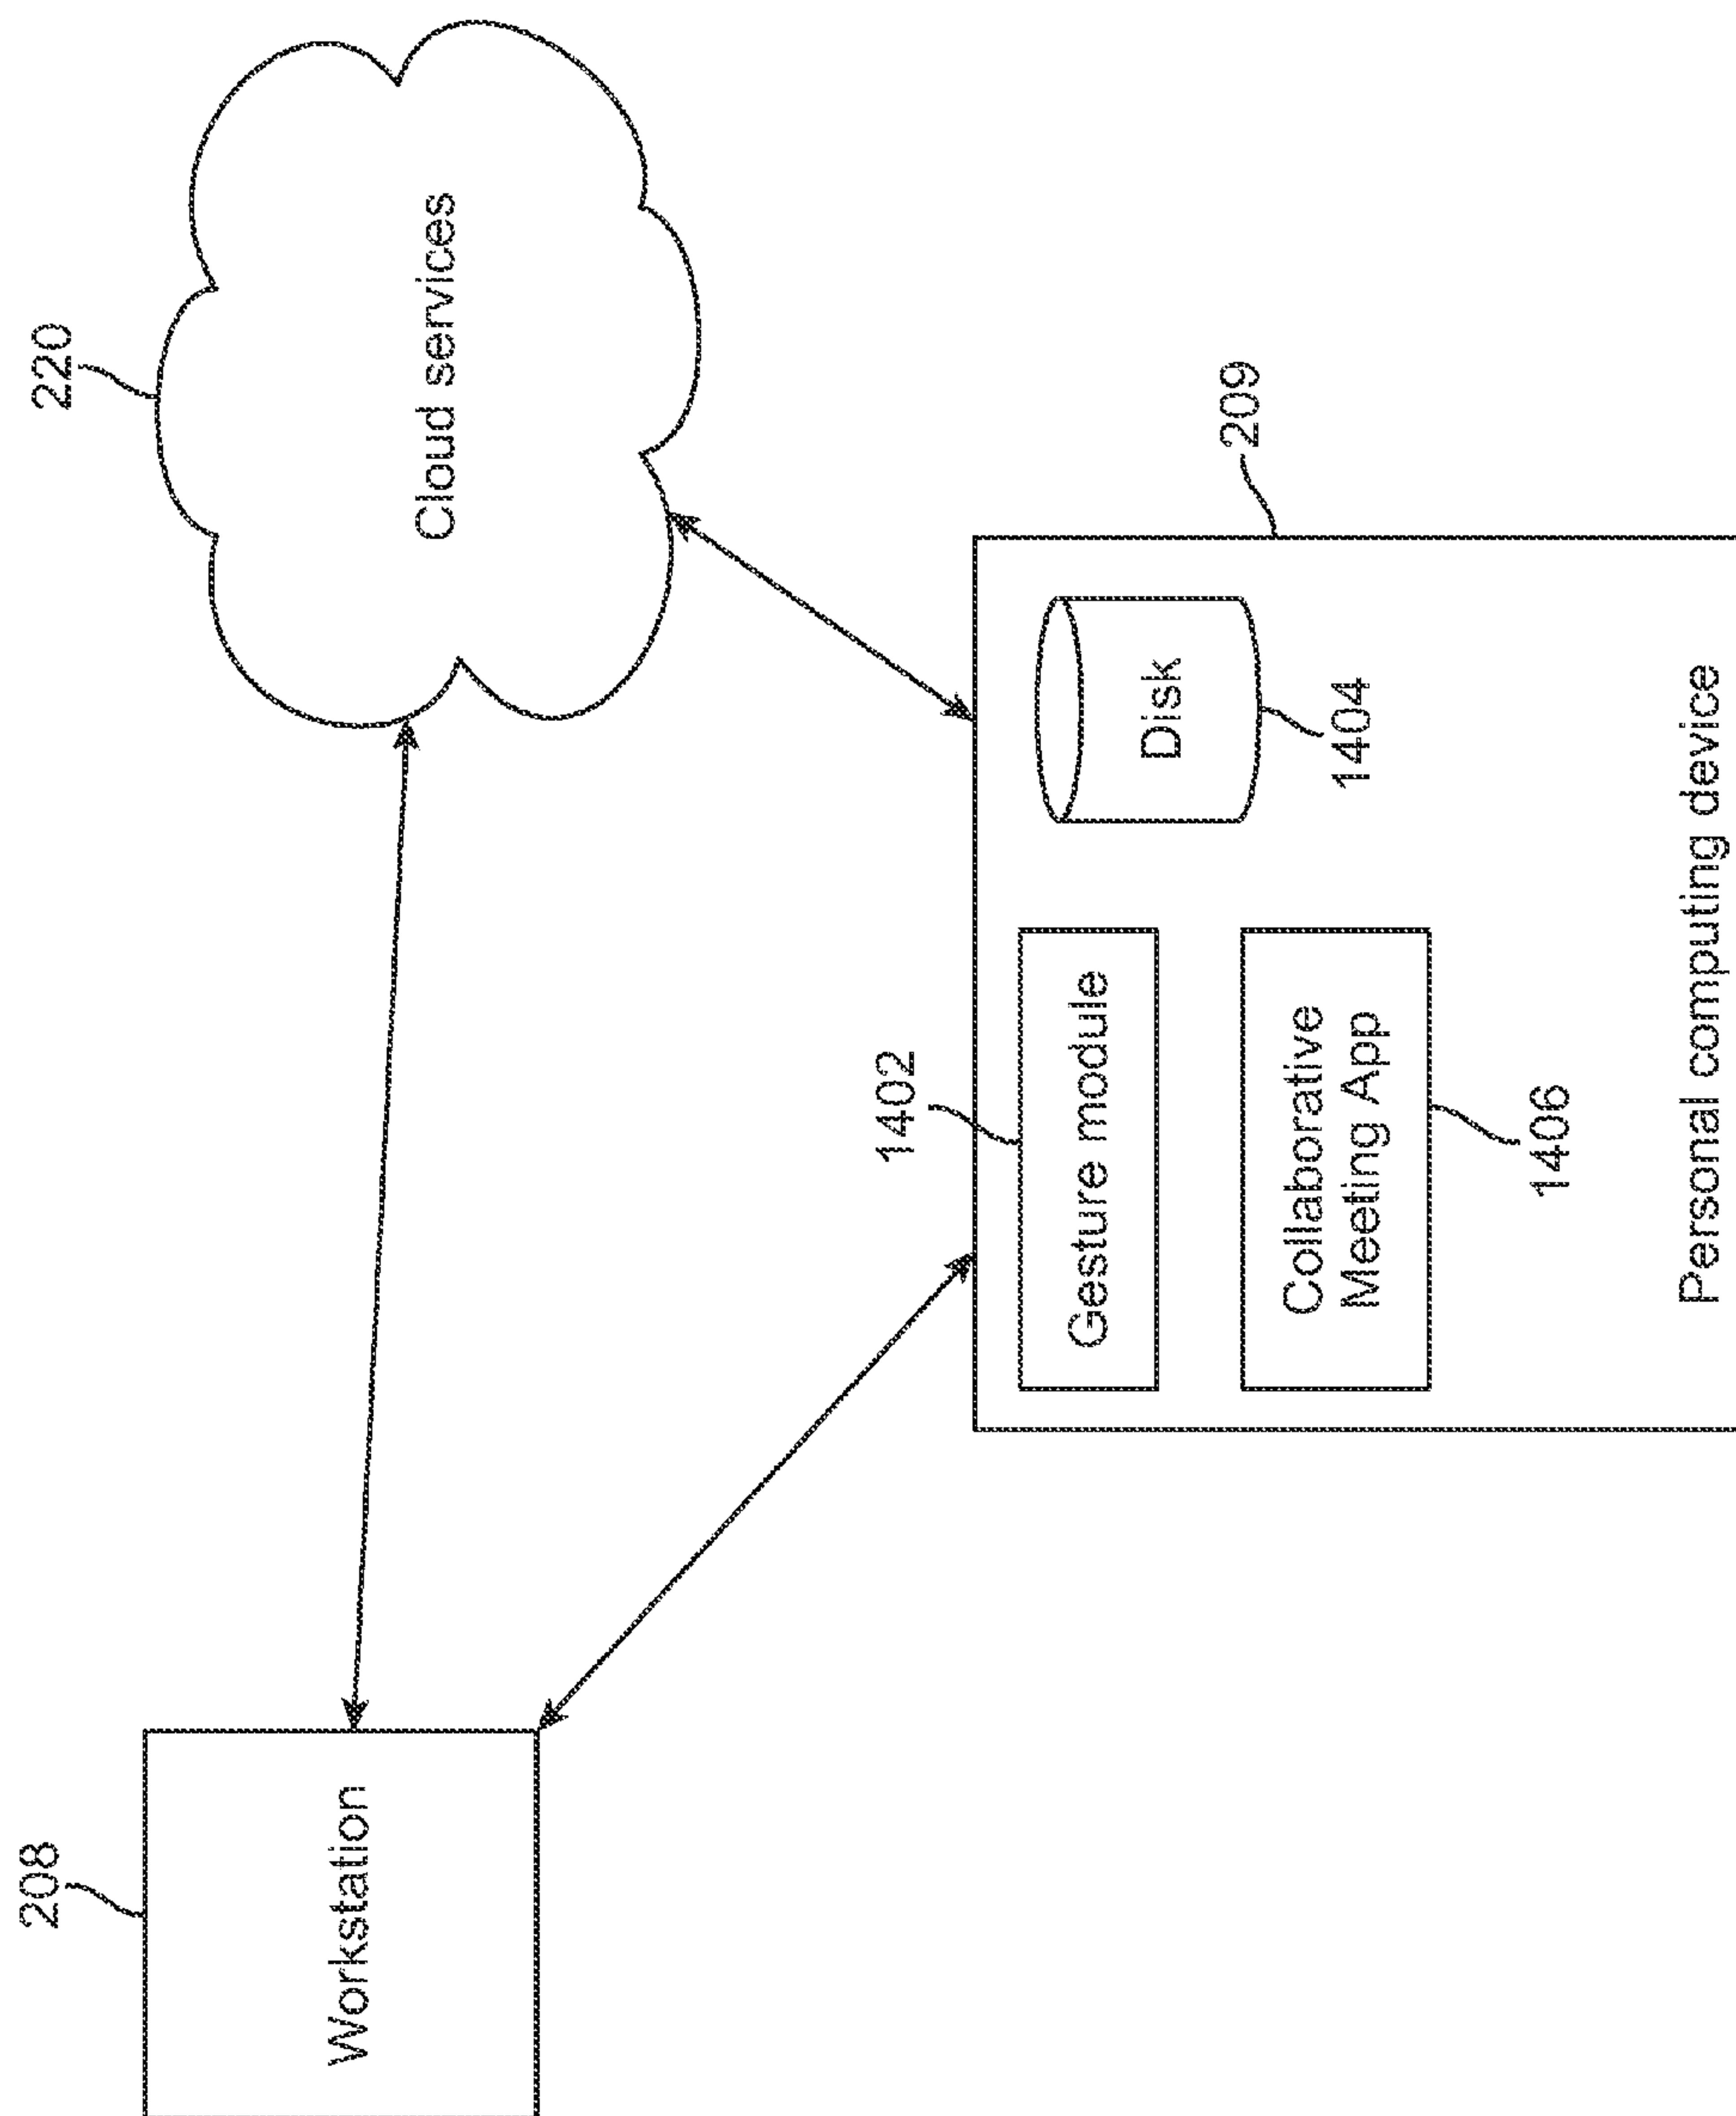 208
Workstation
220
Cloud services
1402
Gesture module
Collaborative
Meeting App
1406
Disk
1404
209
Personal computing device